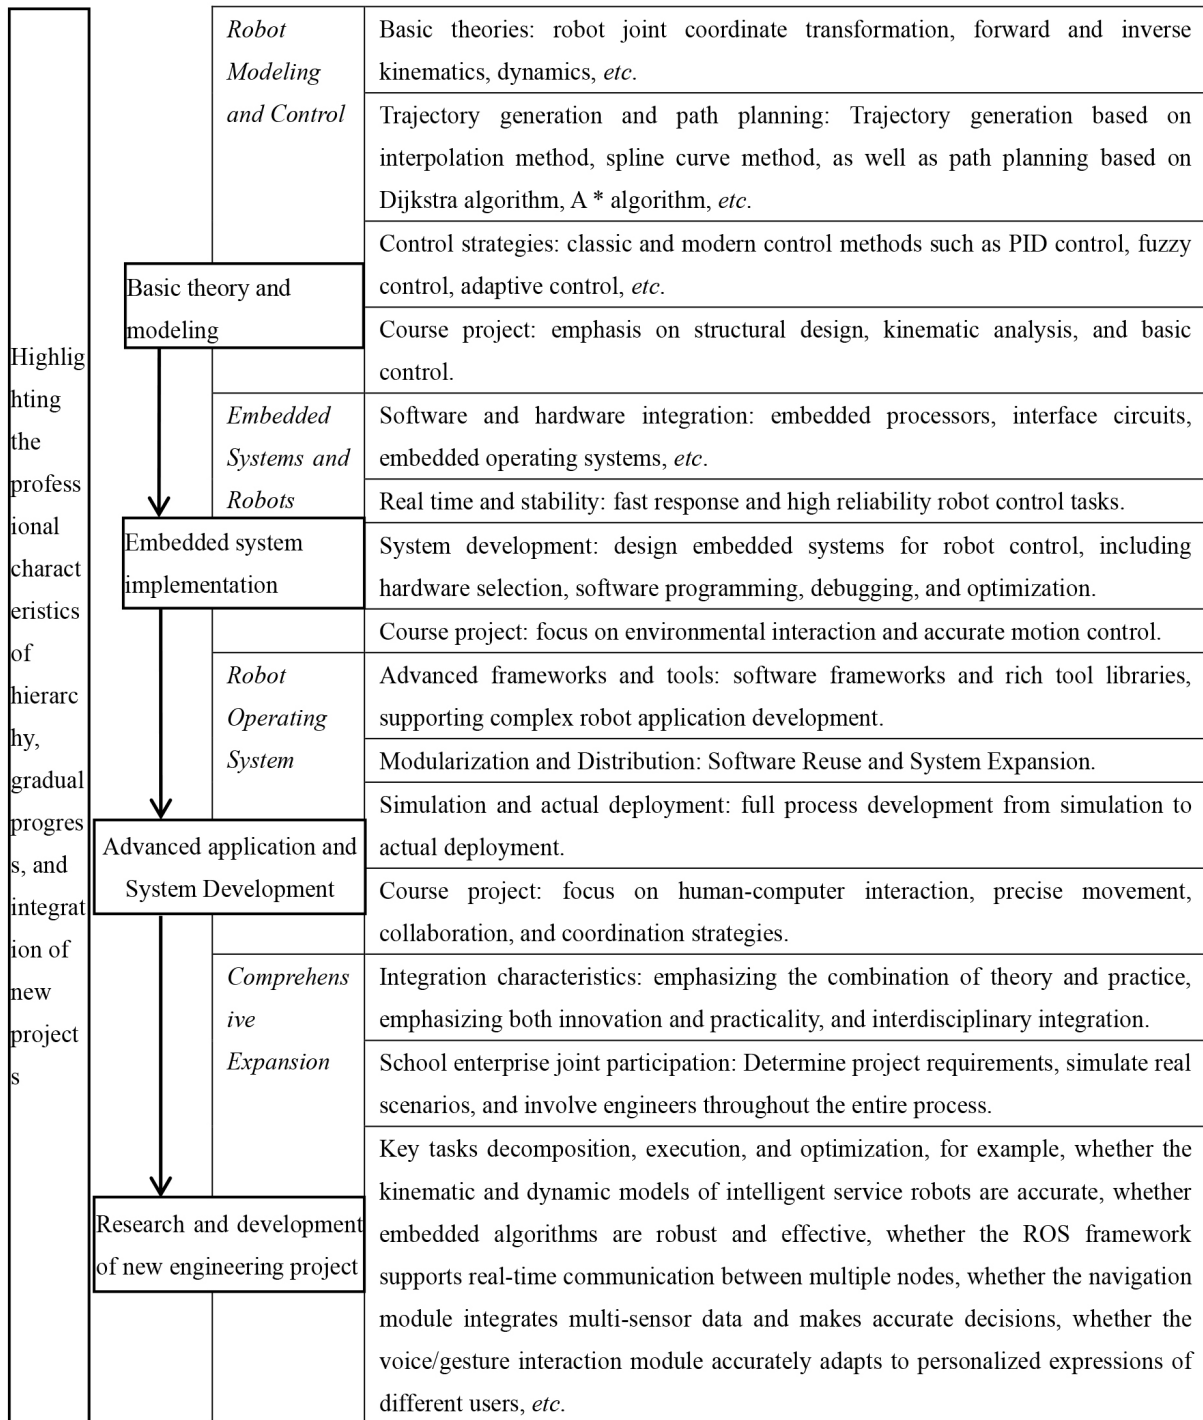 Highlig
hting
the
profess
ional
charact
eristics
of
hierarc
hy,
gradual
progres
s, and
integrat
ion of
new
project
s
Basic theory and
modeling
Embedded system
implementation
Advanced application and
System Development
Research and development
of new engineering project
Robot
Modeling
and Control
Basic theories: robot joint coordinate transformation, forward and inverse
kinematics, dynamics, etc.
Trajectory generation and path planning: Trajectory generation based on
interpolation method, spline curve method, as well as path planning based on
Dijkstra algorithm, A * algorithm, etc.
Control strategies: classic and modern control methods such as PID control, fuzzy
control, adaptive control, etc.
Course project: emphasis on structural design, kinematic analysis, and basic
control.
Embedded
Systems and
Robots
Software and hardware integration: embedded processors, interface circuits,
embedded operating systems, etc.
Real time and stability: fast response and high reliability robot control tasks.
System development: design embedded systems for robot control, including
hardware selection, software programming, debugging, and optimization.
Course project: focus on environmental interaction and accurate motion control.
Robot
Operating
System
Advanced frameworks and tools: software frameworks and rich tool libraries,
supporting complex robot application development.
Modularization and Distribution: Software Reuse and System Expansion.
Simulation and actual deployment: full process development from simulation to
actual deployment.
Course project: focus on human-computer interaction, precise movement,
collaboration, and coordination strategies.
Comprehens
ive
Expansion
Integration characteristics: emphasizing the combination of theory and practice,
emphasizing both innovation and practicality, and interdisciplinary integration.
School enterprise joint participation: Determine project requirements, simulate real
scenarios, and involve engineers throughout the entire process.
Key tasks decomposition, execution, and optimization, for example, whether the
kinematic and dynamic models of intelligent service robots are accurate, whether
embedded algorithms are robust and effective, whether the ROS framework
supports real-time communication between multiple nodes, whether the navigation
module integrates multi-sensor data and makes accurate decisions, whether the
voice/gesture interaction module accurately adapts to personalized expressions of
different users, etc.